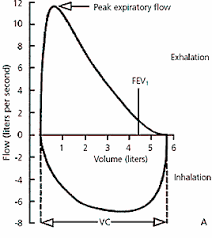 12
10
Peak expiratory flow
8
Exhalation
6
FEV₁
4
2
0
1 2 3 4 5 6
Volume (liters)
-2
-4
Inhalation
-6
-8
VC
A
Flow (liters per second)